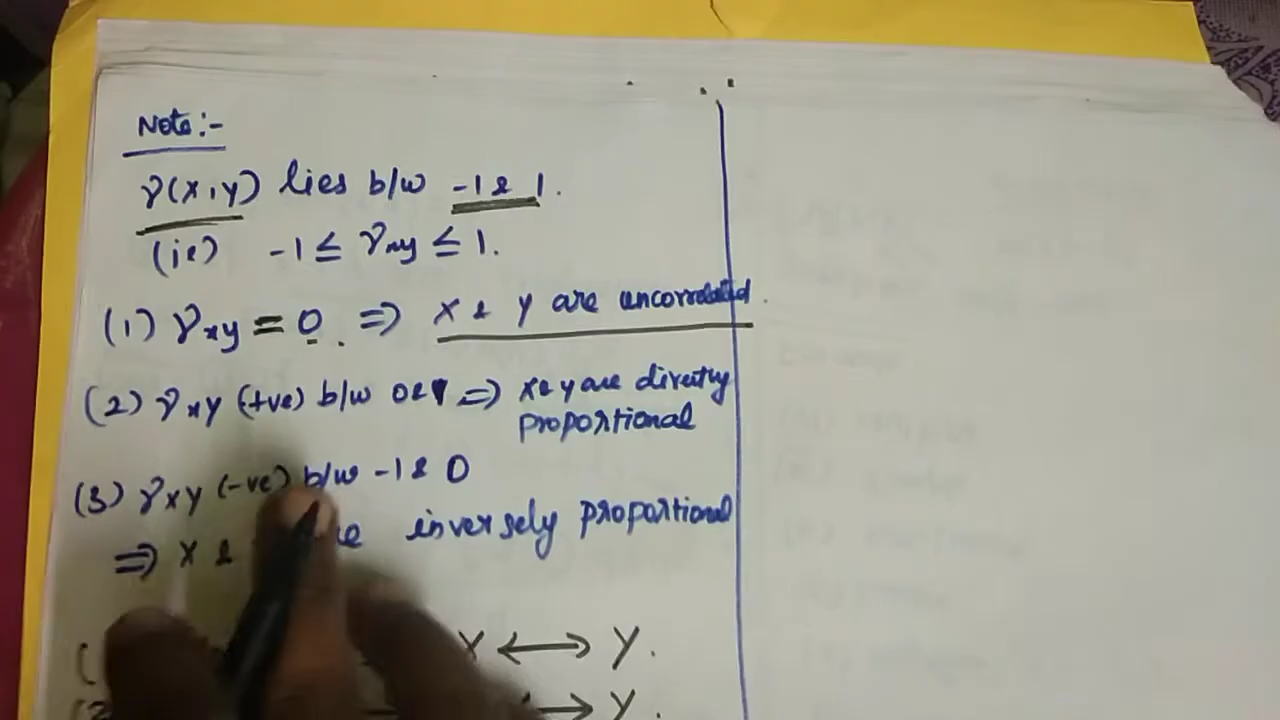 Note:-
γ(X,Y) lies b/w -1 & 1.
(ie) -1 ≤ γxy ≤ 1.
(1) γxy = 0. ⇒ X & Y are uncorrelated.
(2) γxy (+ve) b/w 0 & 1 ⇒ X & Y are directly
proportional
(3) γxy (-ve) b/w -1 & 0
⇒ X & inversely proportional
X ⟷ Y.
⟷ Y.